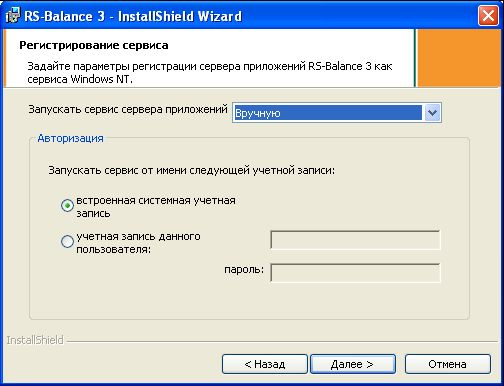 RS-Balance 3 - InstallShield Wizard
Регистрирование сервиса
Задайте параметры регистрации сервера приложений RS-Balance 3 как
сервиса Windows NT.
Запускать сервис сервера приложений Вручную
Авторизация
Запускать сервис от имени следующей учетной записи:
встроенная системная учетная
запись
учетная запись данного
пользователя:
пароль:
InstallShield
< Назад Далее > Отмена